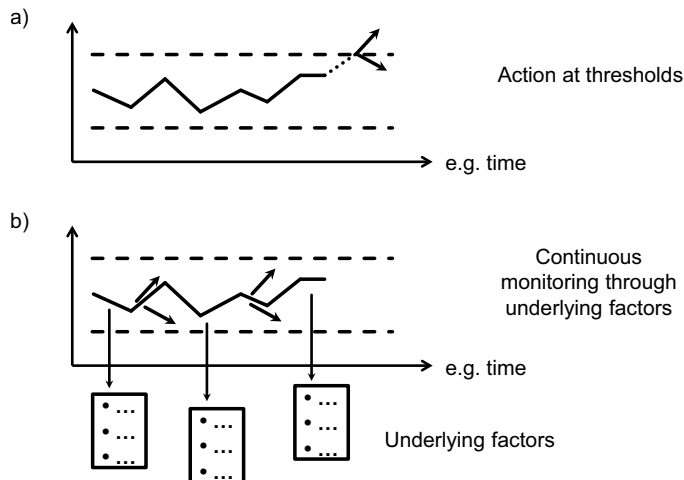 a)
Action at thresholds
e.g. time
b)
Continuous
monitoring through
underlying factors
e.g. time
• ...
• ...
• ...
• ...
• ...
• ...
• ...
• ...
• ...
Underlying factors